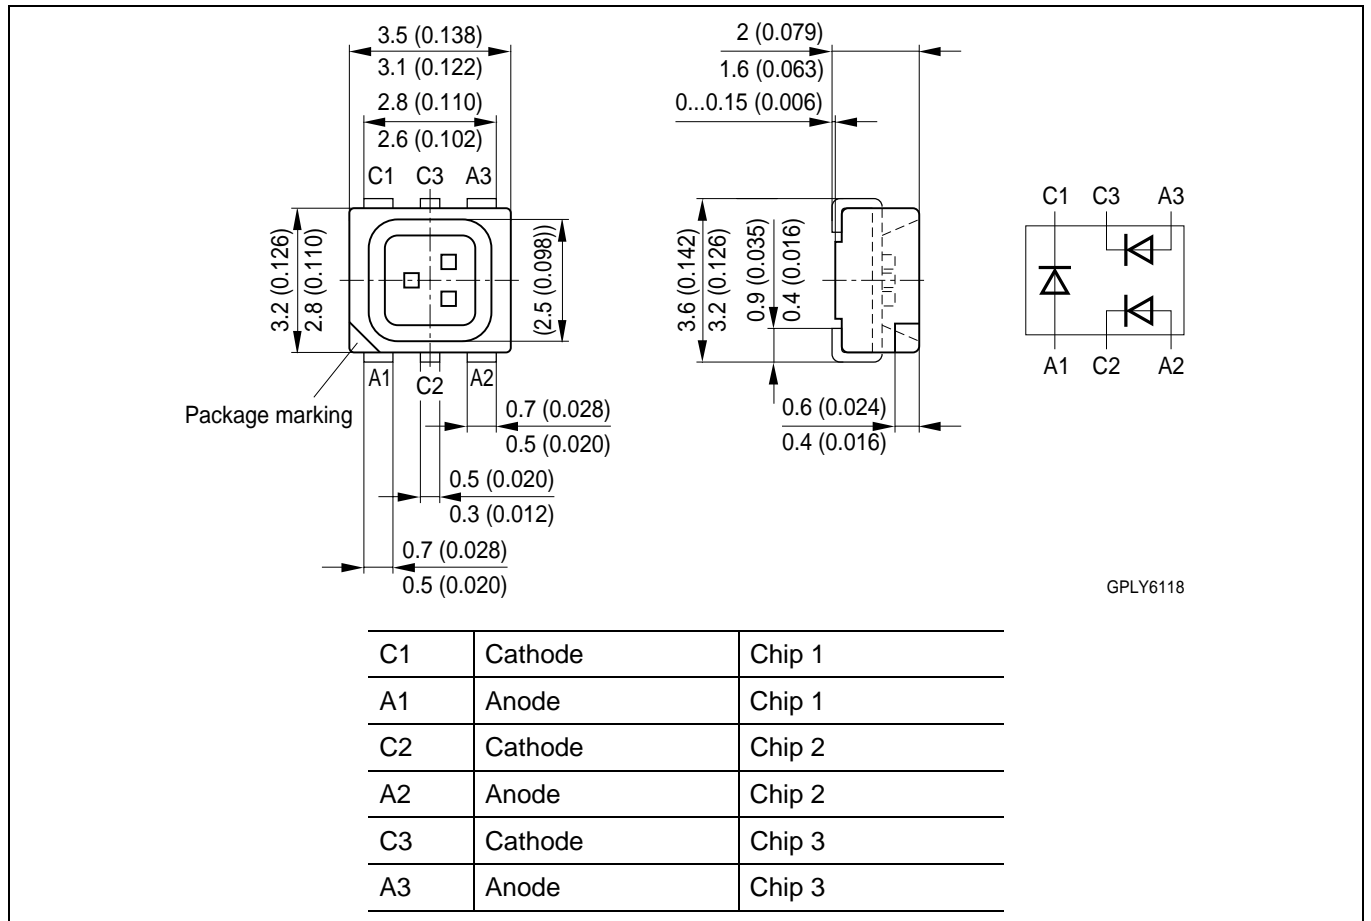 3.5 (0.138)
3.1 (0.122)
2.8 (0.110)
2.6 (0.102)
C1 C3 A3
3.2 (0.126)
2.8 (0.110)
(2.5 (0.098))
A1 C2 A2
Package marking
0.7 (0.028)
0.5 (0.020)
0.5 (0.020)
0.3 (0.012)
0.7 (0.028)
0.5 (0.020)
2 (0.079)
1.6 (0.063)
0...0.15 (0.006)
3.6 (0.142)
3.2 (0.126)
0.9 (0.035)
0.4 (0.016)
0.6 (0.024)
0.4 (0.016)
C1 C3 A3
A1 C2 A2
GPLY6118
C1 Cathode Chip 1
A1 Anode Chip 1
C2 Cathode Chip 2
A2 Anode Chip 2
C3 Cathode Chip 3
A3 Anode Chip 3